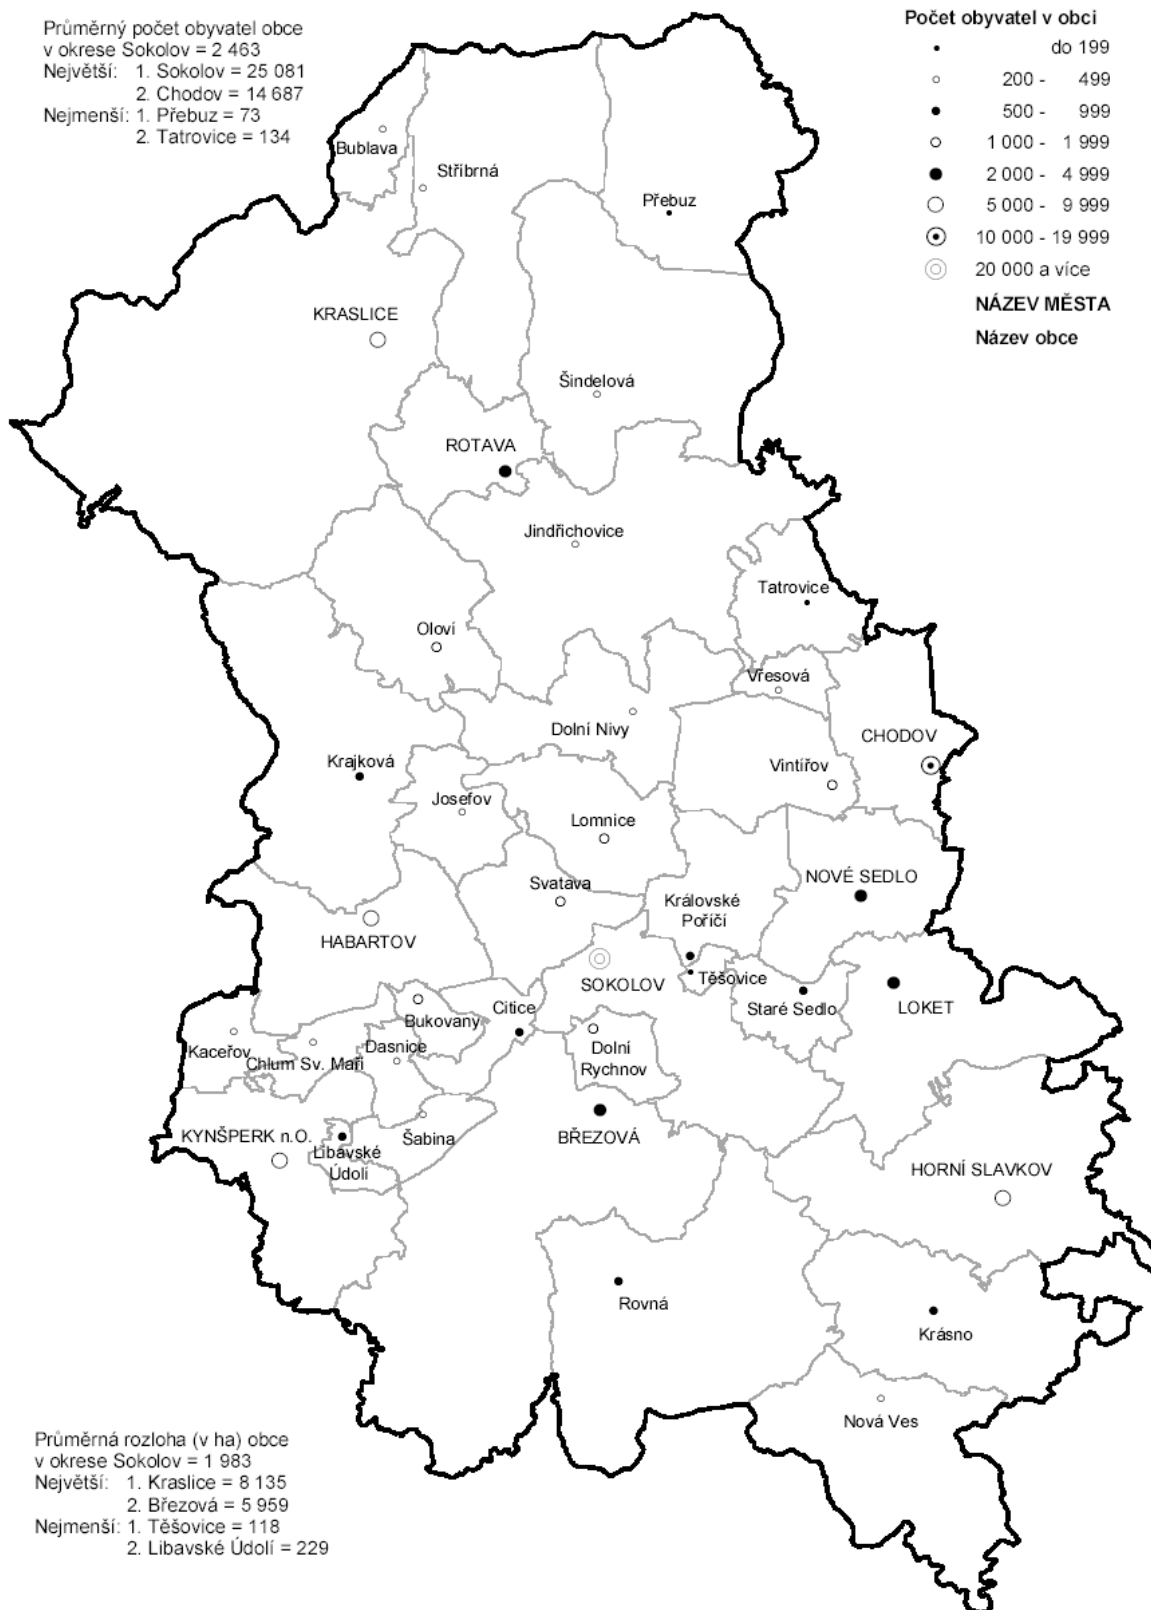 Průměrný počet obyvatel obce
v okrese Sokolov = 2 463
Největší: 1. Sokolov = 25 081
2. Chodov = 14 687
Nejmenší: 1. Přebuz = 73
2. Tatrovice = 134
Počet obyvatel v obci
do 199
200 - 499
500 - 999
1 000 - 1 999
2 000 - 4 999
5 000 - 9 999
10 000 - 19 999
20 000 a více
NÁZEV MĚSTA
Název obce
Bublava
Stříbrná
Přebuz
KRASLICE
Šindelová
ROTAVA
Jindřichovice
Tatrovice
Oloví
Vřesová
Dolní Nivy
CHODOV
Krajková
Vintířov
Josefov
Lomnice
NOVÉ SEDLO
Svatava
Královské
Poříčí
HABARTOV
SOKOLOV
Těšovice
Staré Sedlo
LOKET
Citice
Bukovany
Kaceřov
Chlum Sv. Maří
Dasnice
Dolní
Rychnov
KYNŠPERK n.O.
Šabina
BŘEZOVÁ
Libavské
Údolí
HORNÍ SLAVKOV
Rovná
Krásno
Nová Ves
Průměrná rozloha (v ha) obce
v okrese Sokolov = 1 983
Největší: 1. Kraslice = 8 135
2. Březová = 5 959
Nejmenší: 1. Těšovice = 118
2. Libavské Údolí = 229